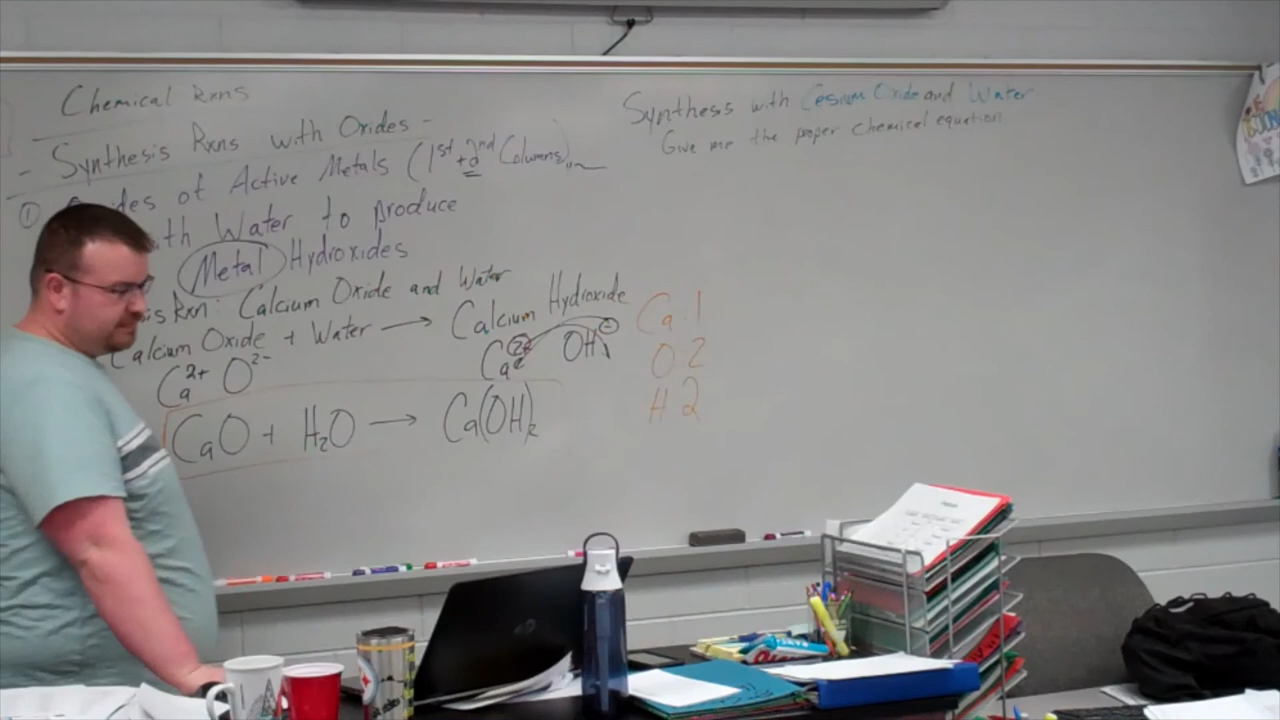 Chemical Rxns
- Synthesis Rxns with Oxides -
① of Active Metals (1st + 2nd Columns)
Water to produce
Metal Hydroxides
Rxn: Calcium Oxide and Water
Calcium Oxide + Water → Calcium Hydroxide
Ca2+ O2-
Ca2+ OH-
CaO + H2O → Ca(OH)2
Ca 1
O 2
H 2
Synthesis with Cesium Oxide and Water
Give me the proper chemical equation